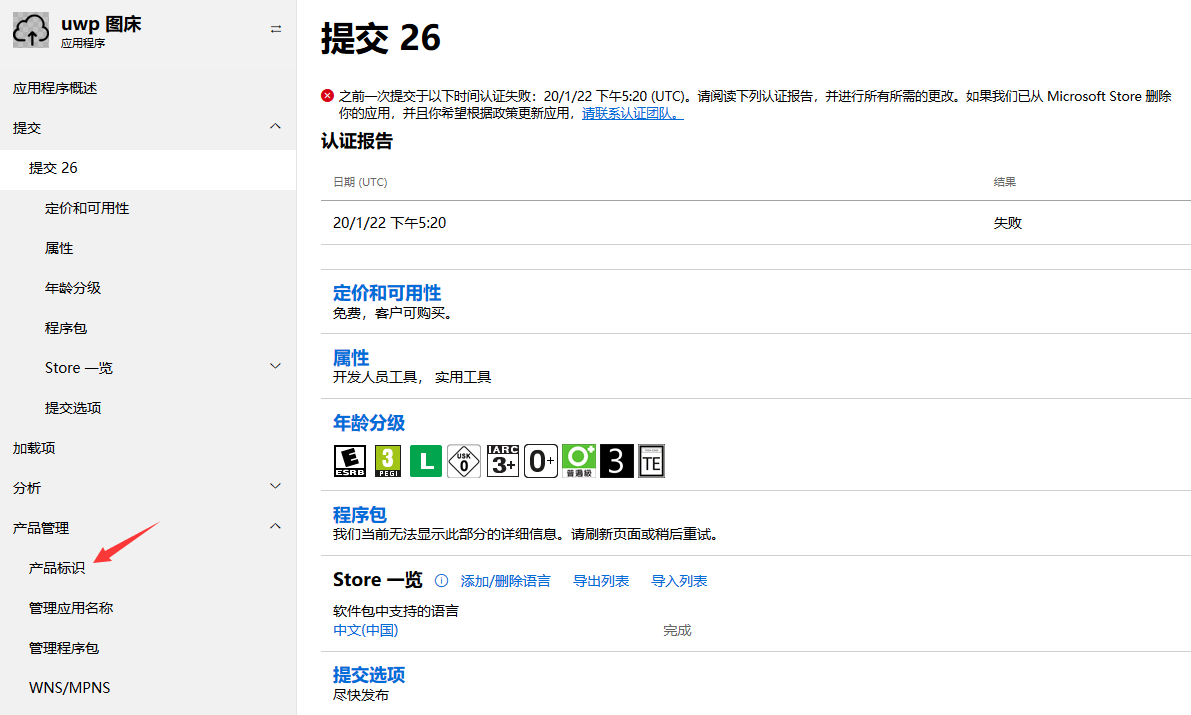 uwp 图床
应用程序
应用程序概述
提交
提交 26
定价和可用性
属性
年龄分级
程序包
Store 一览
提交选项
加载项
分析
产品管理
产品标识
管理应用名称
管理程序包
WNS/MPNS
提交 26
之前一次提交于以下时间认证失败：20/1/22 下午5:20 (UTC)。请阅读下列认证报告，并进行所有所需的更改。如果我们已从 Microsoft Store 删除
你的应用，并且你希望根据政策更新应用，请联系认证团队。
认证报告
日期 (UTC) 结果
20/1/22 下午5:20 失败
定价和可用性
免费，客户可购买。
属性
开发人员工具， 实用工具
年龄分级
E ESRB 3 PEGI L USK 0 IARC 3+ 0+ 0+ 普遍級 3 TE
程序包
我们当前无法显示此部分的详细信息。请刷新页面或稍后重试。
Store 一览 添加/删除语言 导出列表 导入列表
软件包中支持的语言
中文(中国) 完成
提交选项
尽快发布